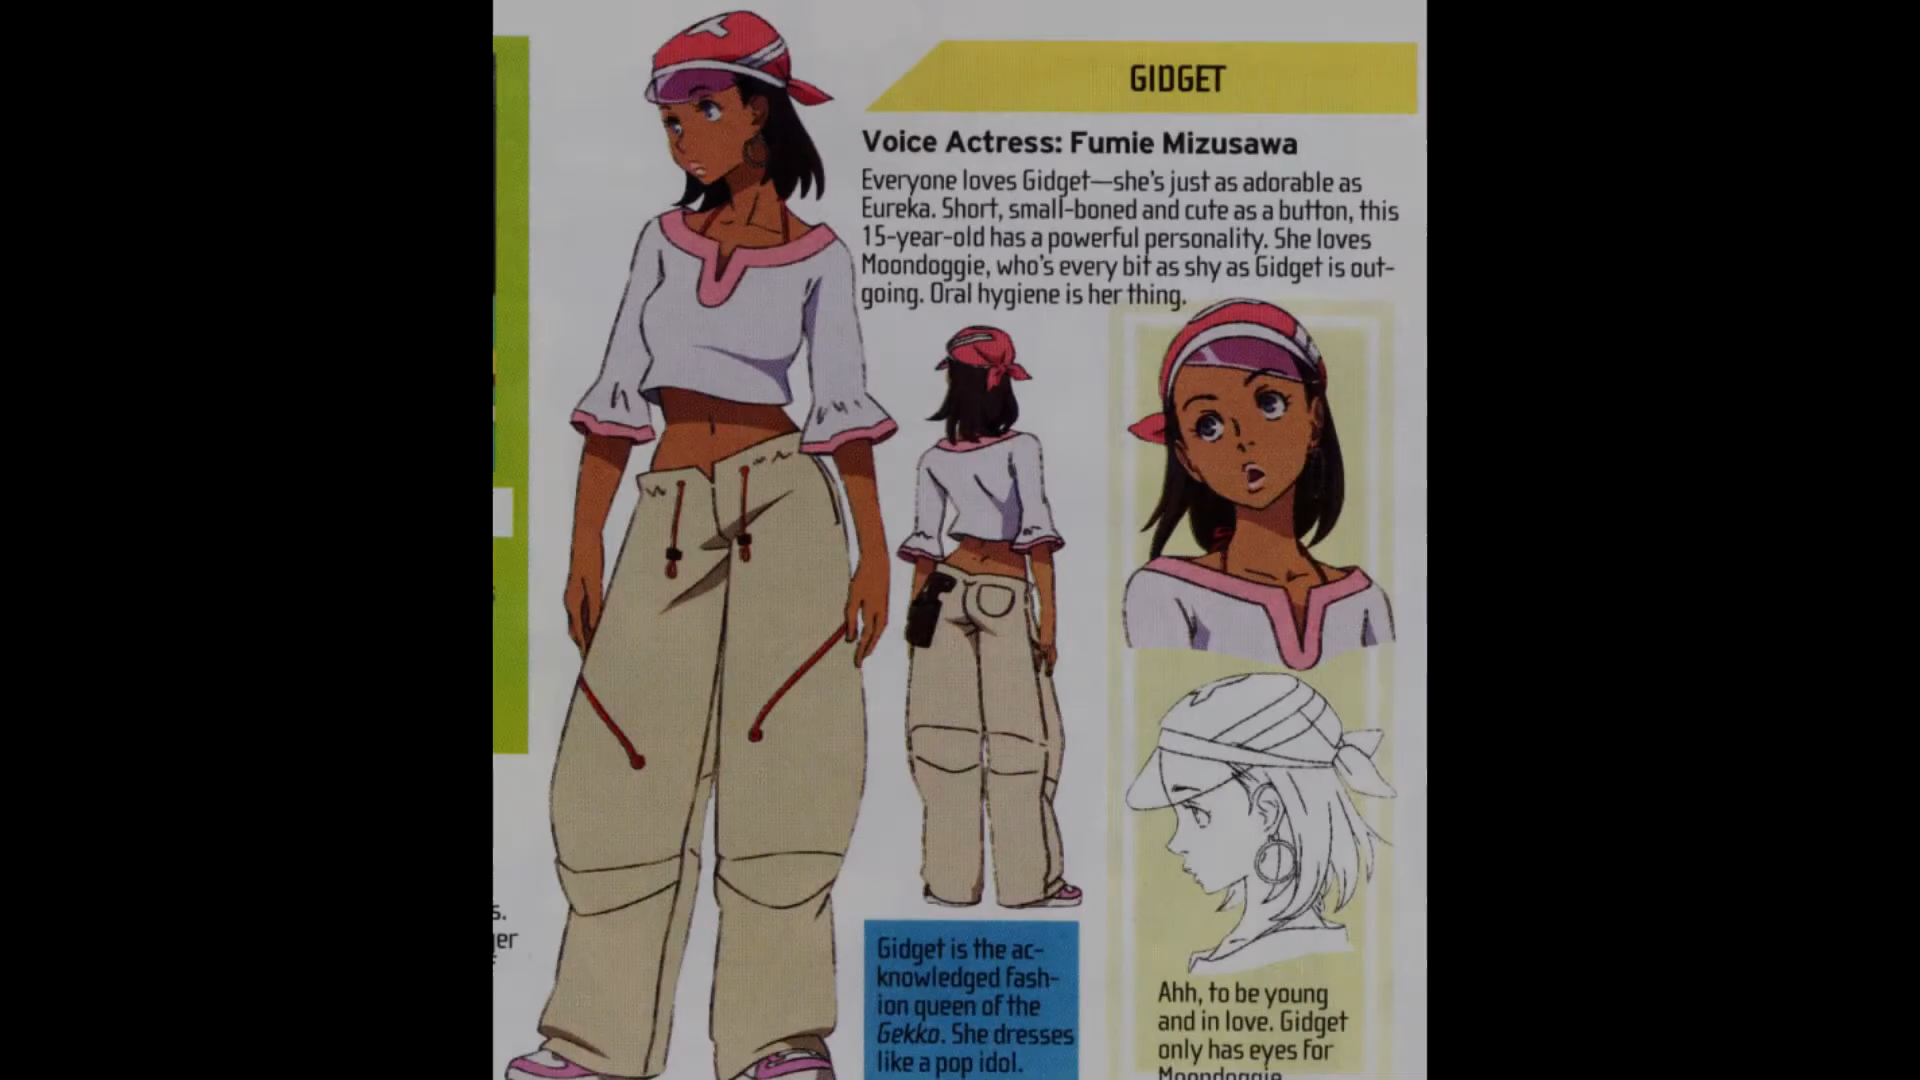 GIDGET
Voice Actress: Fumie Mizusawa
Everyone loves Gidget—she's just as adorable as
Eureka. Short, small-boned and cute as a button, this
15-year-old has a powerful personality. She loves
Moondoggie, who's every bit as shy as Gidget is out-
going. Oral hygiene is her thing.
s.
er
Gidget is the ac-
knowledged fash-
ion queen of the
Gekko. She dresses
like a pop idol.
Ahh, to be young
and in love. Gidget
only has eyes for
Moondoggie